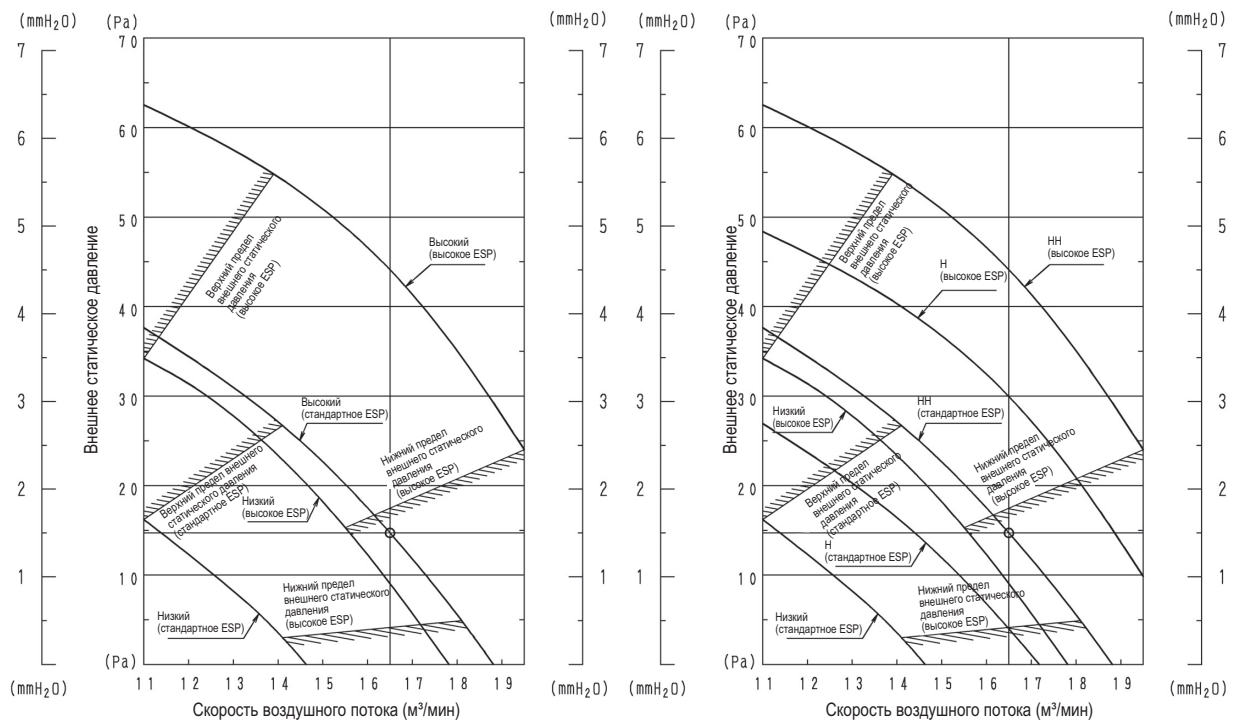 (mmH₂O)
(Pa)
(mmH₂O)
7
6
5
4
3
2
1
70
60
50
40
30
20
10
(Pa)
7
6
5
4
3
2
1
Внешнее статическое давление
Верхний предел
внешнего статического
давления
(высокое ESP)
Высокий
(высокое ESP)
Высокий
(стандартное ESP)
Нижний предел
внешнего статического
давления
(высокое ESP)
Верхний предел внешнего
статического давления
(стандартное ESP)
Низкий
(высокое ESP)
Нижний предел
внешнего статического
давления
(высокое ESP)
Низкий
(стандартное ESP)
(mmH₂O)
11 12 13 14 15 16 17 18 19
(mmH₂O)
Скорость воздушного потока (м³/мин)
(mmH₂O)
(Pa)
(mmH₂O)
7
6
5
4
3
2
1
70
60
50
40
30
20
10
(Pa)
7
6
5
4
3
2
1
Внешнее статическое давление
Верхний предел
внешнего статического
давления
(высокое ESP)
HH
(высокое ESP)
H
(высокое ESP)
Низкий
(высокое ESP)
HH
(стандартное ESP)
Нижний предел
внешнего статического
давления
(высокое ESP)
Верхний предел
внешнего статического
давления
(стандартное ESP)
H
(стандартное ESP)
Нижний предел
внешнего статического
давления
(высокое ESP)
Низкий
(стандартное ESP)
(mmH₂O)
11 12 13 14 15 16 17 18 19
(mmH₂O)
Скорость воздушного потока (м³/мин)